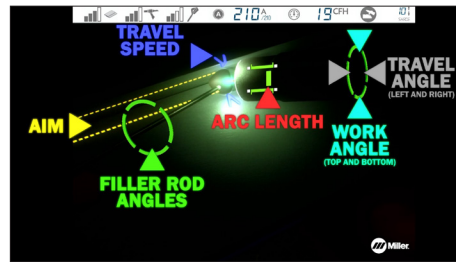 210A
19CFH
101
TRAVEL
SPEED
TRAVEL
ANGLE
(LEFT AND RIGHT)
AIM
ARC LENGTH
WORK
ANGLE
(TOP AND BOTTOM)
FILLER ROD
ANGLES
Miller.